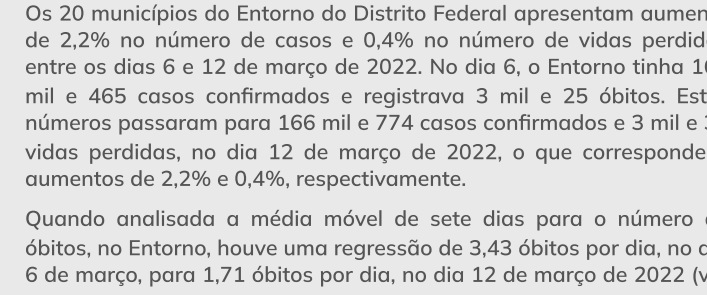 Os 20 municípios do Entorno do Distrito Federal apresentam
de 2,2% no número de casos e 0,4% no número de vidas
entre os dias 6 e 12 de março de 2022. No dia 6, o Entorno tinha
mil e 465 casos confirmados e registrava 3 mil e 25 óbitos.
números passaram para 166 mil e 774 casos confirmados e 3 mil e
vidas perdidas, no dia 12 de março de 2022, o que corresponde
aumentos de 2,2% e 0,4%, respectivamente.
Quando analisada a média móvel de sete dias para o número
óbitos, no Entorno, houve uma regressão de 3,43 óbitos por dia, no
6 de março, para 1,71 óbitos por dia, no dia 12 de março de 2022